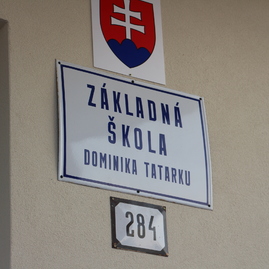 ZÁKLADNÁ
ŠKOLA
DOMINIKA TATARKU
284